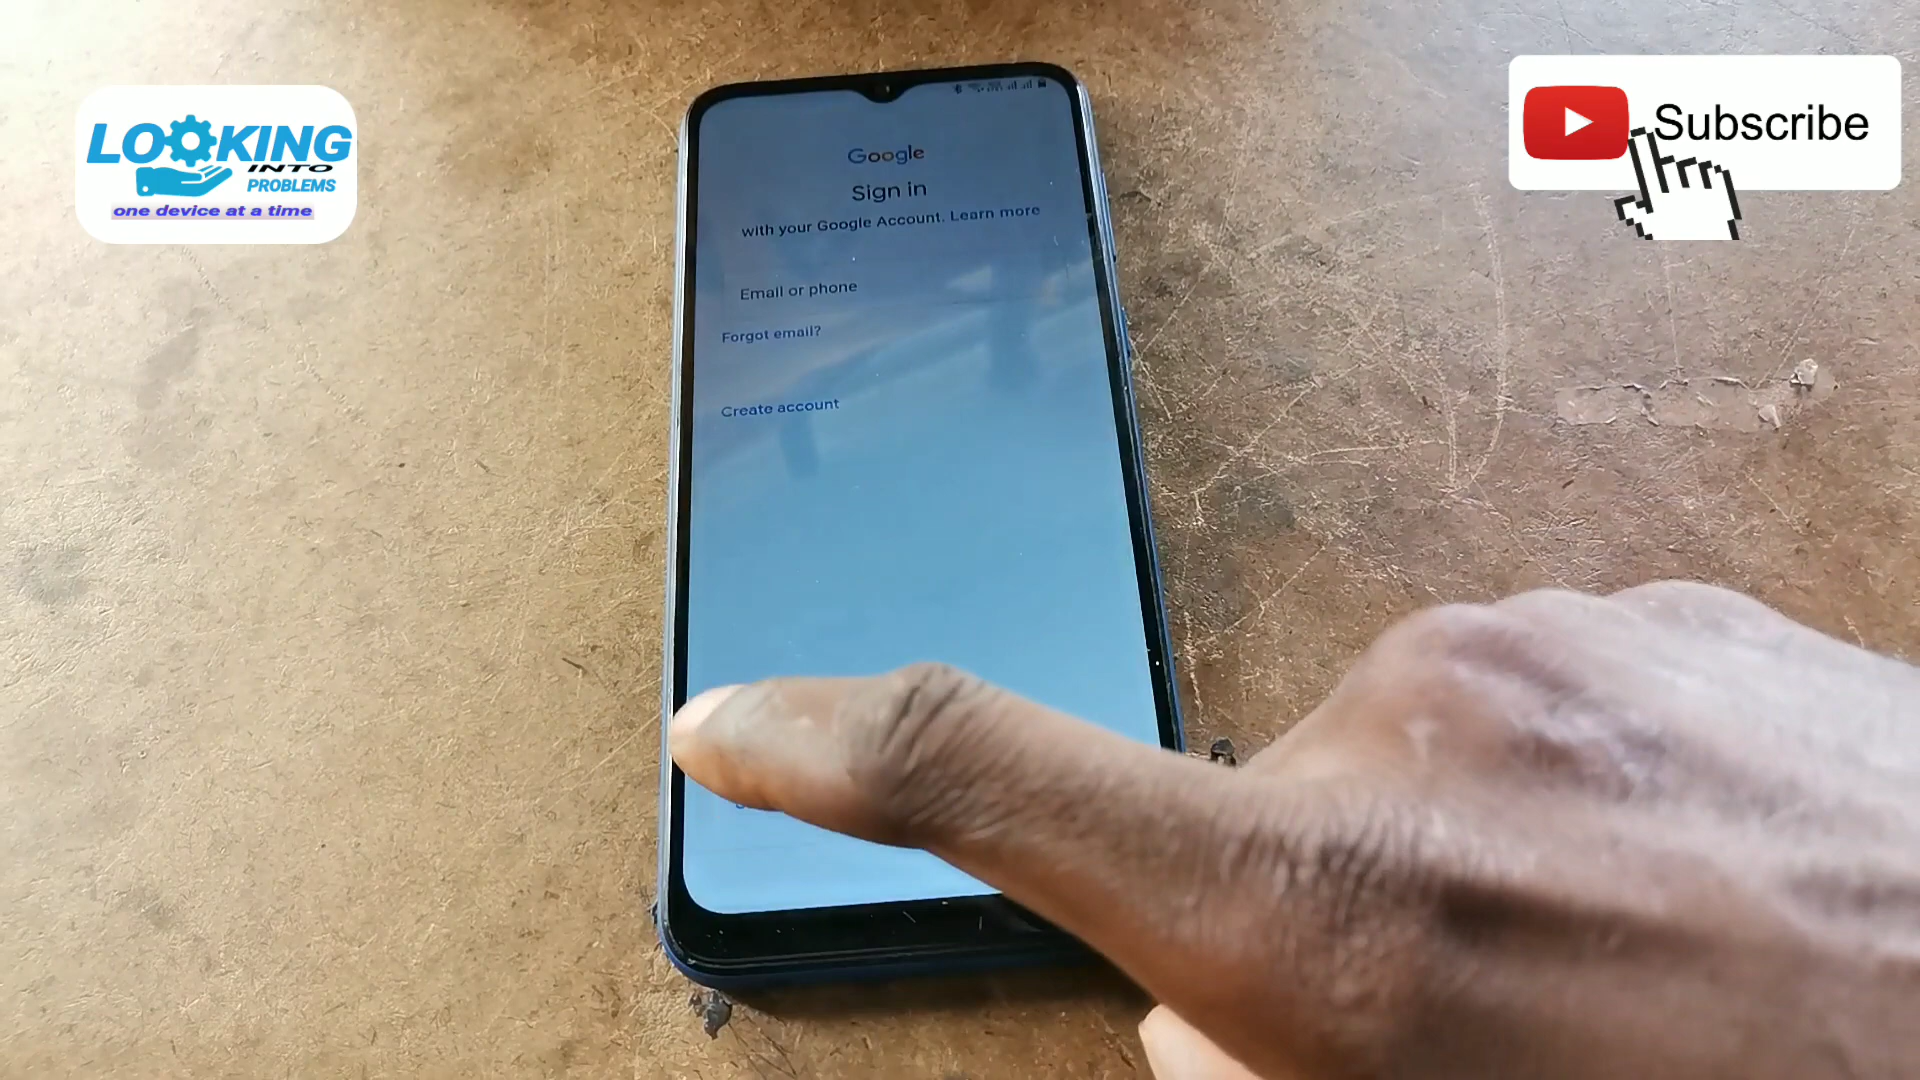 LOOKING
INTO
PROBLEMS
one device at a time
Subscribe
Google
Sign in
with your Google Account. Learn more
Email or phone
Forgot email?
Create account